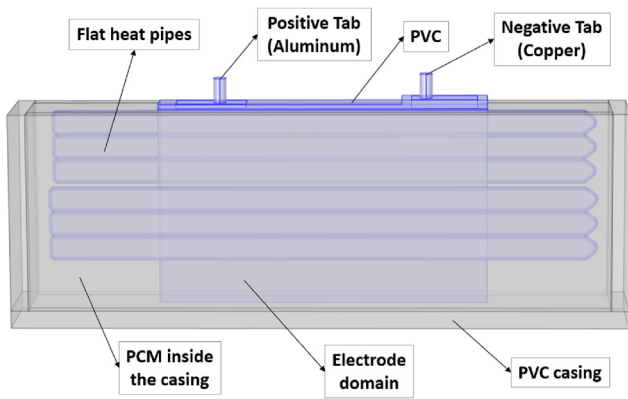 Flat heat pipes
Positive Tab
(Aluminum)
PVC
Negative Tab
(Copper)
PCM inside
the casing
Electrode
domain
PVC casing